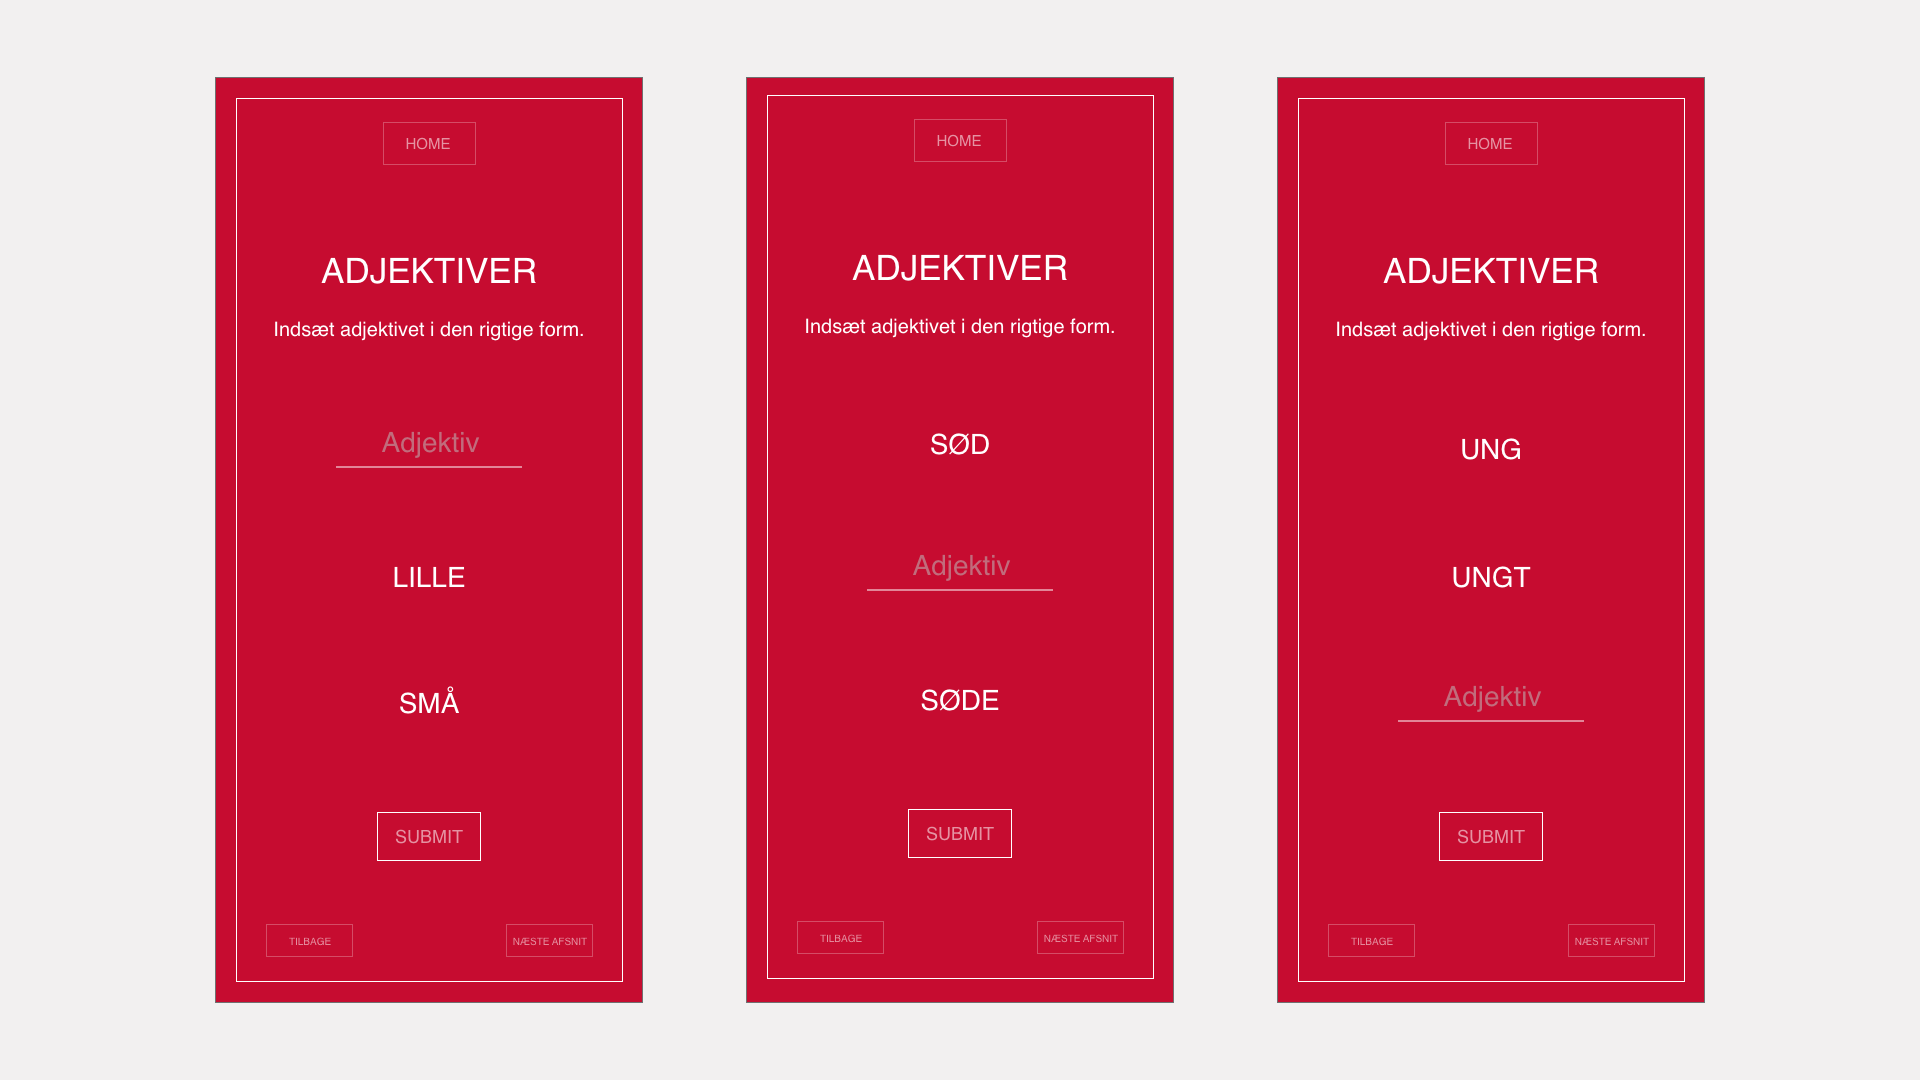 HOME
ADJEKTIVER
Indsæt adjektivet i den rigtige form.
Adjektiv
LILLE
SMÅ
SUBMIT
TILBAGE
NÆSTE AFSNIT
HOME
ADJEKTIVER
Indsæt adjektivet i den rigtige form.
SØD
Adjektiv
SØDE
SUBMIT
TILBAGE
NÆSTE AFSNIT
HOME
ADJEKTIVER
Indsæt adjektivet i den rigtige form.
UNG
UNGT
Adjektiv
SUBMIT
TILBAGE
NÆSTE AFSNIT